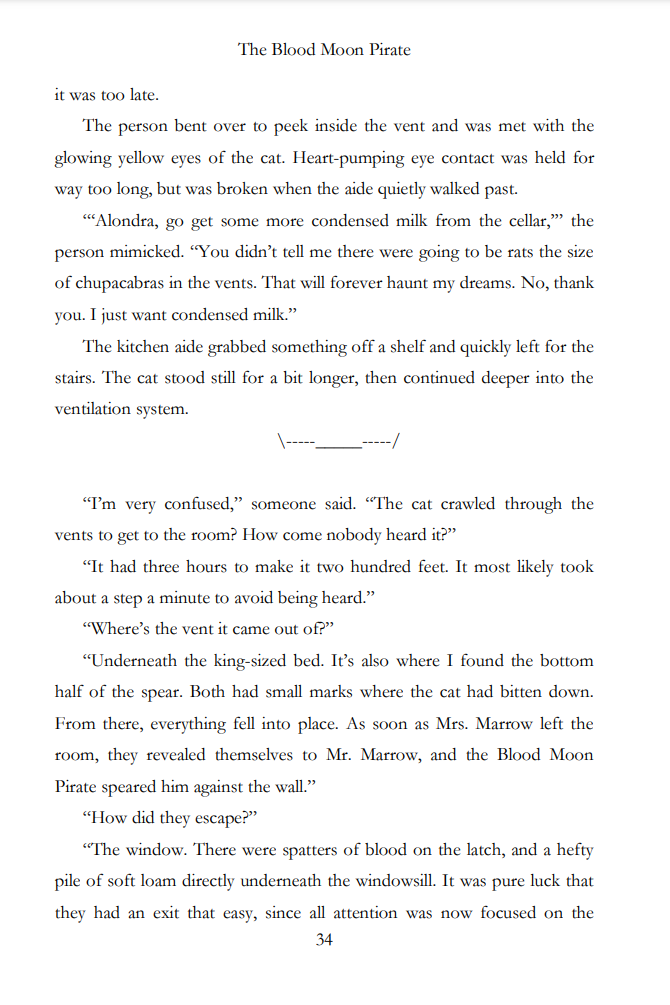 The Blood Moon Pirate
it was too late.
The person bent over to peek inside the vent and was met with the
glowing yellow eyes of the cat. Heart-pumping eye contact was held for
way too long, but was broken when the aide quietly walked past.
“‘Alondra, go get some more condensed milk from the cellar,’” the
person mimicked. “You didn’t tell me there were going to be rats the size
of chupacabras in the vents. That will forever haunt my dreams. No, thank
you. I just want condensed milk.”
The kitchen aide grabbed something off a shelf and quickly left for the
stairs. The cat stood still for a bit longer, then continued deeper into the
ventilation system.
\-----______-----/
“I’m very confused,” someone said. “The cat crawled through the
vents to get to the room? How come nobody heard it?”
“It had three hours to make it two hundred feet. It most likely took
about a step a minute to avoid being heard.”
“Where’s the vent it came out of?”
“Underneath the king-sized bed. It’s also where I found the bottom
half of the spear. Both had small marks where the cat had bitten down.
From there, everything fell into place. As soon as Mrs. Marrow left the
room, they revealed themselves to Mr. Marrow, and the Blood Moon
Pirate speared him against the wall.”
“How did they escape?”
“The window. There were spatters of blood on the latch, and a hefty
pile of soft loam directly underneath the windowsill. It was pure luck that
they had an exit that easy, since all attention was now focused on the
34